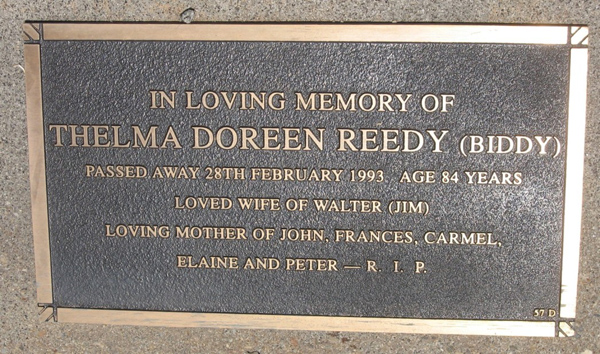 IN LOVING MEMORY OF
THELMA DOREEN REEDY (BIDDY)
PASSED AWAY 28TH FEBRUARY 1993 AGE 84 YEARS
LOVED WIFE OF WALTER (JIM)
LOVING MOTHER OF JOHN, FRANCES, CARMEL,
ELAINE AND PETER — R. I. P.
57 D